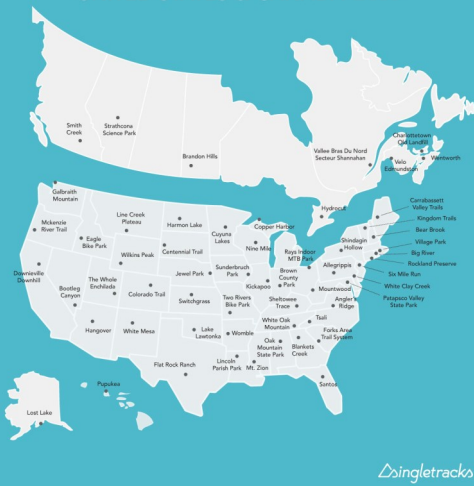 Smith
Creek
Strathcona
Science Park
Brandon Hills
Vallee Bras Du Nord
Secteur Shannahan
Charlottetown
Old Landfill
Velo
Edmundston
Wentworth
Hydrocut
Carrabassett
Valley Trails
Kingdom Trails
Bear Brook
Village Park
Big River
Rockland Preserve
Six Mile Run
White Clay Creek
Patapsco Valley
State Park
Galbraith
Mountain
Mckenzie
River Trail
Eagle
Bike Park
Line Creek
Plateau
Harmon Lake
Cuyuna
Lakes
Copper Harbor
Nine Mile
Rays Indoor
MTB Park
Shindagin
Hollow
Wilkins Peak
Centennial Trail
Jewel Park
Sunderbruch
Park
Brown
County
Park
Allegrippis
Downieville
Downhill
Bootleg
Canyon
The Whole
Enchilada
Colorado Trail
Switchgrass
Two Rivers
Bike Park
Kickapoo
Sheltowee
Trace
Mountwood
Angler's
Ridge
Hangover
White Mesa
Lake
Lawtonka
Womble
White Oak
Mountain
Tsali
Oak
Mountain
State Park
Blankets
Creek
Forks Area
Trail System
Flat Rock Ranch
Lincoln
Parish Park
Mt. Zion
Santos
Lost Lake
Pupukea
singletracks